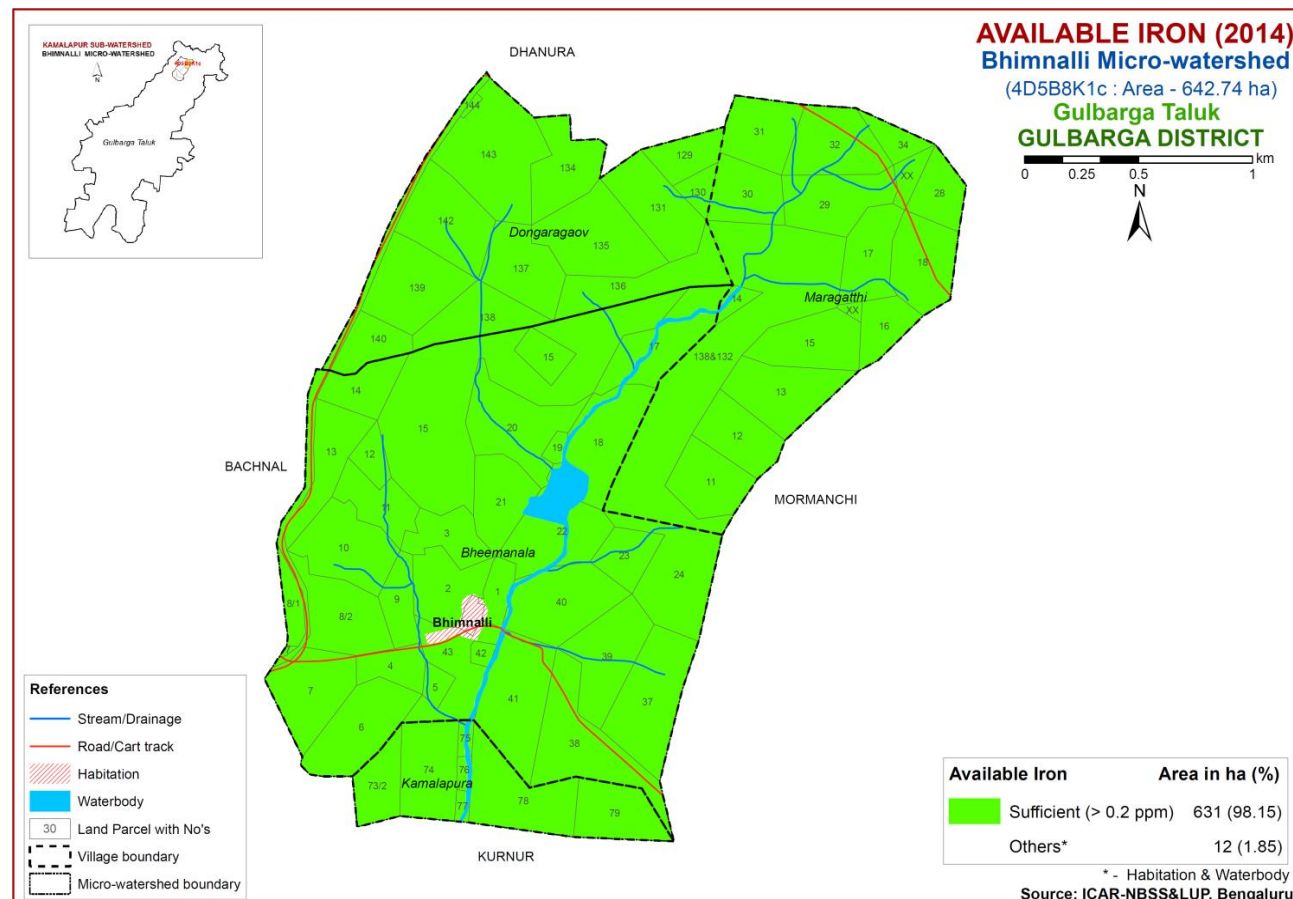 AVAILABLE IRON (2014)
Bhimnalli Micro-watershed
(4D5B8K1c : Area - 642.74 ha)
Gulbarga Taluk
GULBARGA DISTRICT
km
0 0.25 0.5 1
N
KAMALAPUR SUB-WATERSHED
BHIMNALLI MICRO-WATERSHED
N
Gulbarga Taluk
DHANURA
144
143
134
129
31
32
34
XX
28
142
131
130
30
29
Dongaragaov
135
137
17
18
139
136
138
14
Maragatthi
XX
16
140
15
17
138&132
15
14
13
15
20
19
18
12
13
12
BACHNAL
11
MORMANCHI
11
21
22
10
3
Bheemanala
23
24
2
1
40
8/1
8/2
9
Bhimnalli
43
42
39
7
4
5
41
37
7
6
38
75
74
76
73/2
Kamalapura
77
78
79
KURNUR
References
Stream/Drainage
Road/Cart track
Habitation
Waterbody
30 Land Parcel with No's
Village boundary
Micro-watershed boundary
Available Iron Area in ha (%)
Sufficient (> 0.2 ppm) 631 (98.15)
Others* 12 (1.85)
* - Habitation & Waterbody
Source: ICAR-NBSS&LUP, Bengaluru